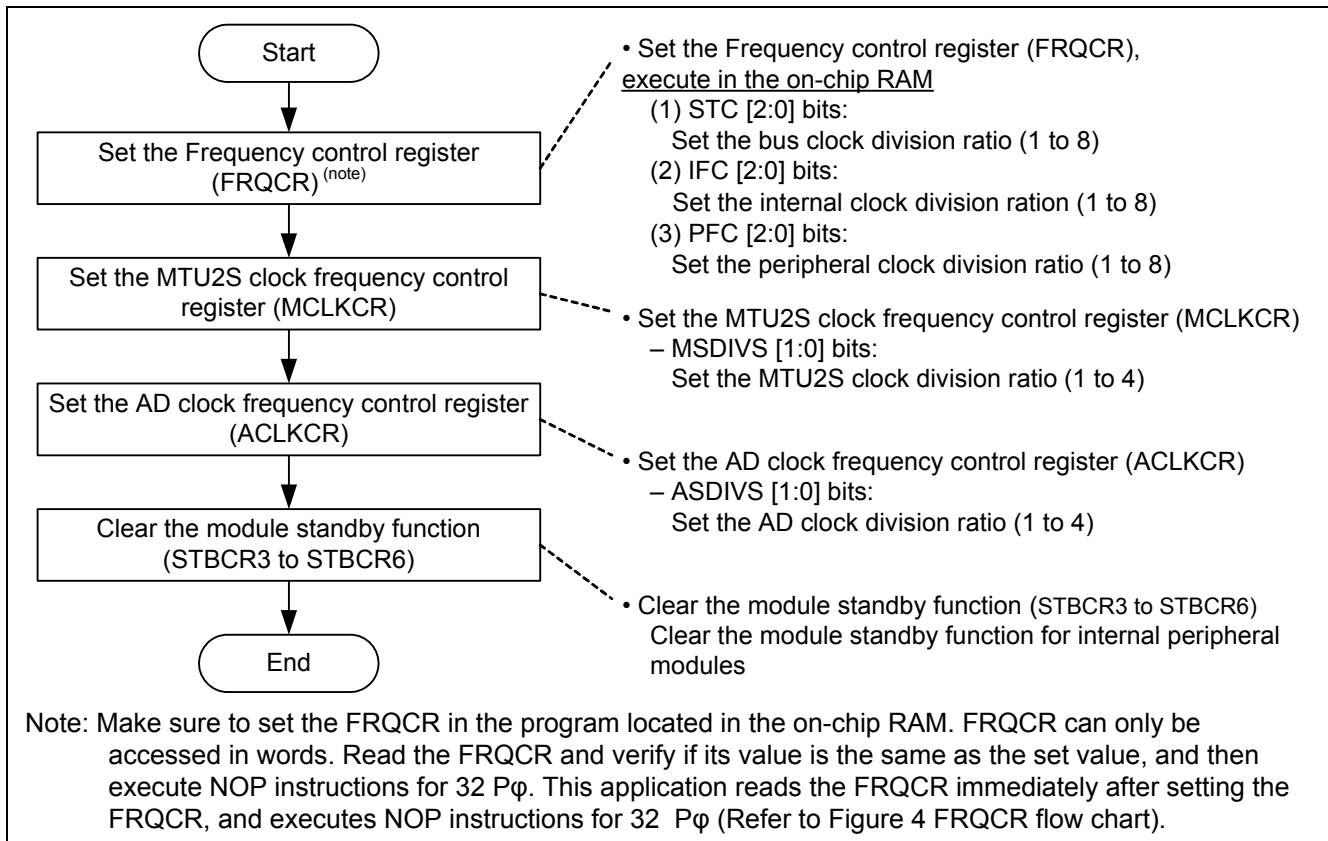 Start
Set the Frequency control register
(FRQCR) (note)
Set the MTU2S clock frequency control
register (MCLKCR)
Set the AD clock frequency control register
(ACLKCR)
Clear the module standby function
(STBCR3 to STBCR6)
End
• Set the Frequency control register (FRQCR),
execute in the on-chip RAM
(1) STC [2:0] bits:
Set the bus clock division ratio (1 to 8)
(2) IFC [2:0] bits:
Set the internal clock division ration (1 to 8)
(3) PFC [2:0] bits:
Set the peripheral clock division ratio (1 to 8)
• Set the MTU2S clock frequency control register (MCLKCR)
– MSDIVS [1:0] bits:
Set the MTU2S clock division ratio (1 to 4)
• Set the AD clock frequency control register (ACLKCR)
– ASDIVS [1:0] bits:
Set the AD clock division ratio (1 to 4)
• Clear the module standby function (STBCR3 to STBCR6)
Clear the module standby function for internal peripheral
modules
Note: Make sure to set the FRQCR in the program located in the on-chip RAM. FRQCR can only be
accessed in words. Read the FRQCR and verify if its value is the same as the set value, and then
execute NOP instructions for 32 Pφ. This application reads the FRQCR immediately after setting the
FRQCR, and executes NOP instructions for 32 Pφ (Refer to Figure 4 FRQCR flow chart).